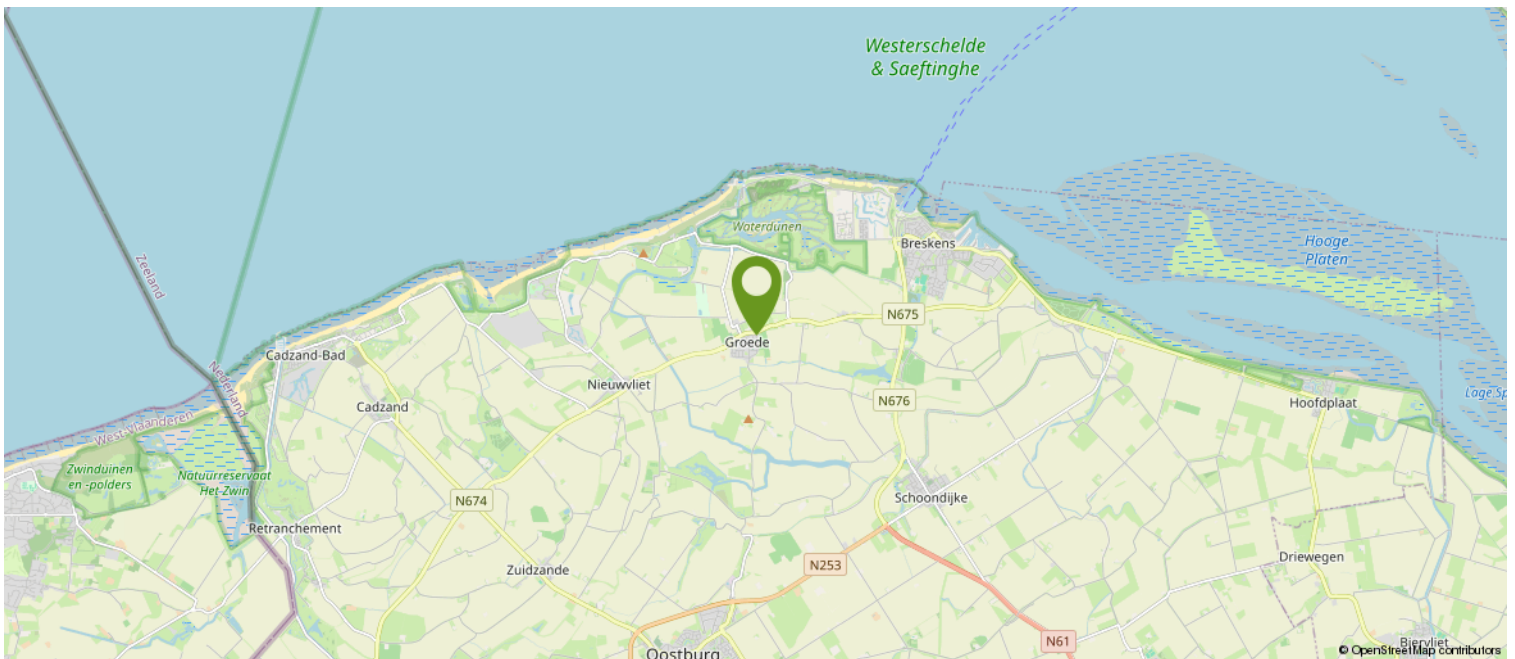 Westerschelde
& Saeftinghe
Zeeland
Waterdunen
Breskens
Hooge
Platen
N675
Groede
Cadzand-Bad
Nederland
Nieuwvliet
N676
Cadzand
Hoofdplaat
Lage Sp
West-Vlaanderen
Zwinduinen
en -polders
Natuurreservaat
Het Zwin
N674
Schoondijke
Retranchement
Driewegen
Zuidzande
N253
N61
Oostburg
Biervliet
© OpenStreetMap contributors